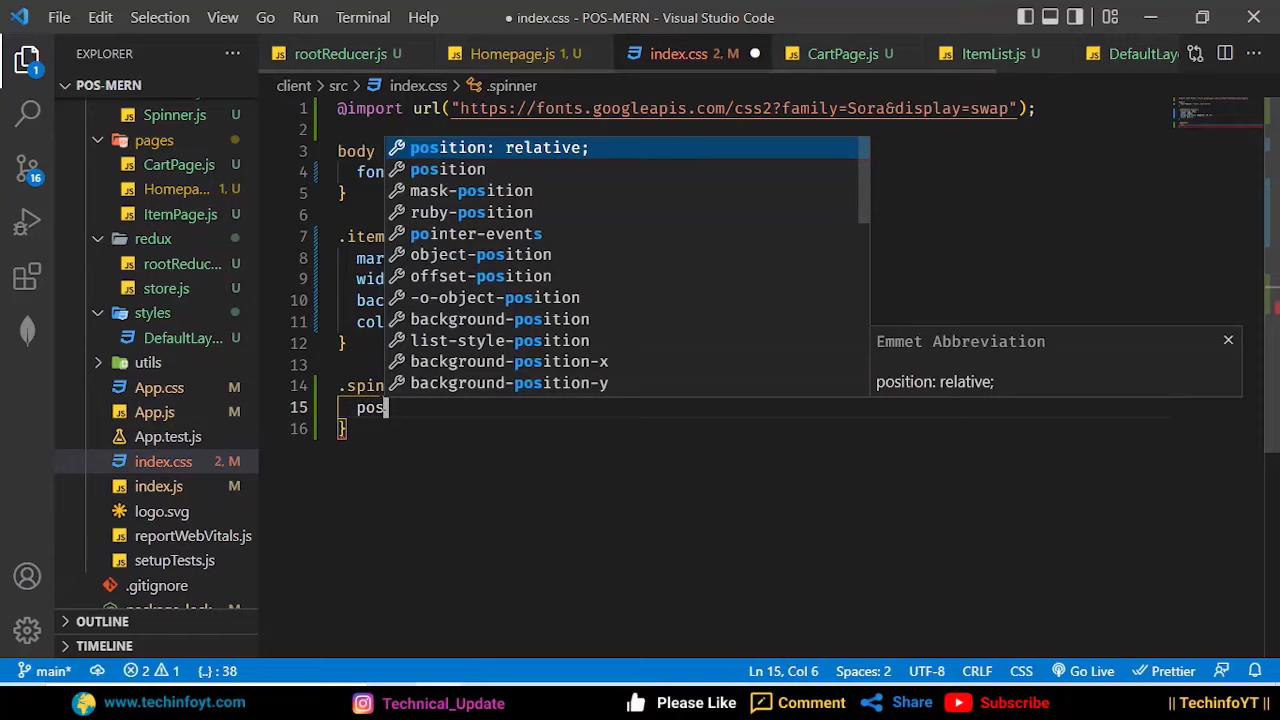 File Edit Selection View Go Run Terminal Help
● index.css - POS-MERN - Visual Studio Code
EXPLORER
rootReducer.js U
Homepage.js 1, U
index.css 2, M
CartPage.js U
ItemList.js U
DefaultLay
POS-MERN
client > src > index.css > .spinner
Spinner.js U
pages
CartPage.js U
Homepa... 1, U
ItemPage.js U
redux
rootReduc... U
store.js U
styles
DefaultLay... U
utils
App.css
App.js
App.test.js
index.css 2, M
index.js M
logo.svg
reportWebVitals.js
setupTests.js
.gitignore
OUTLINE
TIMELINE
1 @import url("https://fonts.googleapis.com/css2?family=Sora&display=swap");
2
3 body
4 fon
5 }
6
7 .item
8 mar
9 wid
10 bac
11 col
12 }
13
14 .spin
15 pos
16 }
position: relative;
position
mask-position
ruby-position
pointer-events
object-position
offset-position
-o-object-position
background-position
list-style-position
background-position-x
background-position-y
Emmet Abbreviation
position: relative;
1
16
main* 2 1 {..} : 38
Ln 15, Col 6 Spaces: 2 UTF-8 CRLF CSS Go Live Prettier
www.techinfoyt.com
Technical_Update
Please Like
Comment
Share
Subscribe
|| TechinfoYT ||